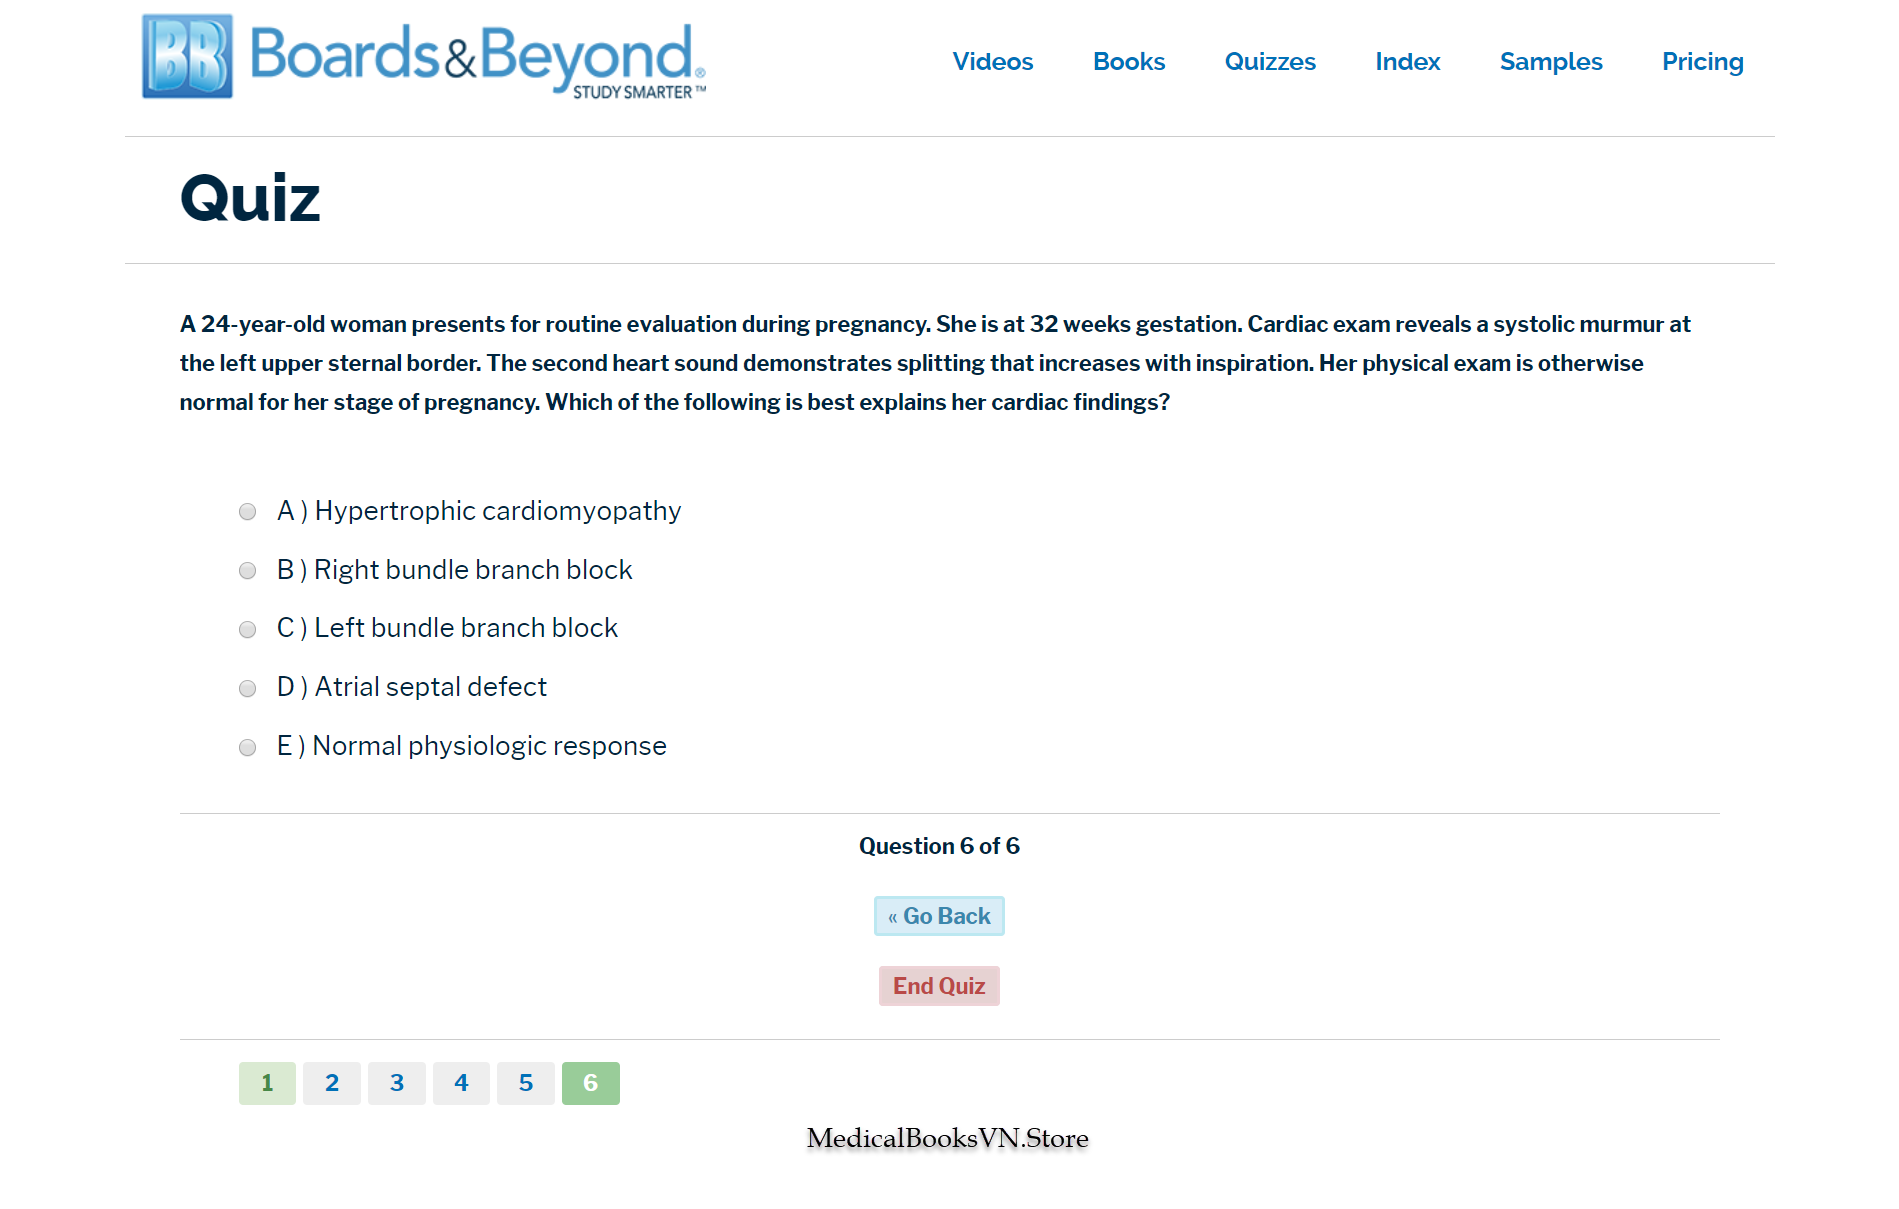 BB Boards&Beyond®
STUDY SMARTER™
Videos Books Quizzes Index Samples Pricing
Quiz
A 24-year-old woman presents for routine evaluation during pregnancy. She is at 32 weeks gestation. Cardiac exam reveals a systolic murmur at
the left upper sternal border. The second heart sound demonstrates splitting that increases with inspiration. Her physical exam is otherwise
normal for her stage of pregnancy. Which of the following is best explains her cardiac findings?
A ) Hypertrophic cardiomyopathy
B ) Right bundle branch block
C ) Left bundle branch block
D ) Atrial septal defect
E ) Normal physiologic response
Question 6 of 6
« Go Back
End Quiz
1 2 3 4 5 6
MedicalBooksVN.Store